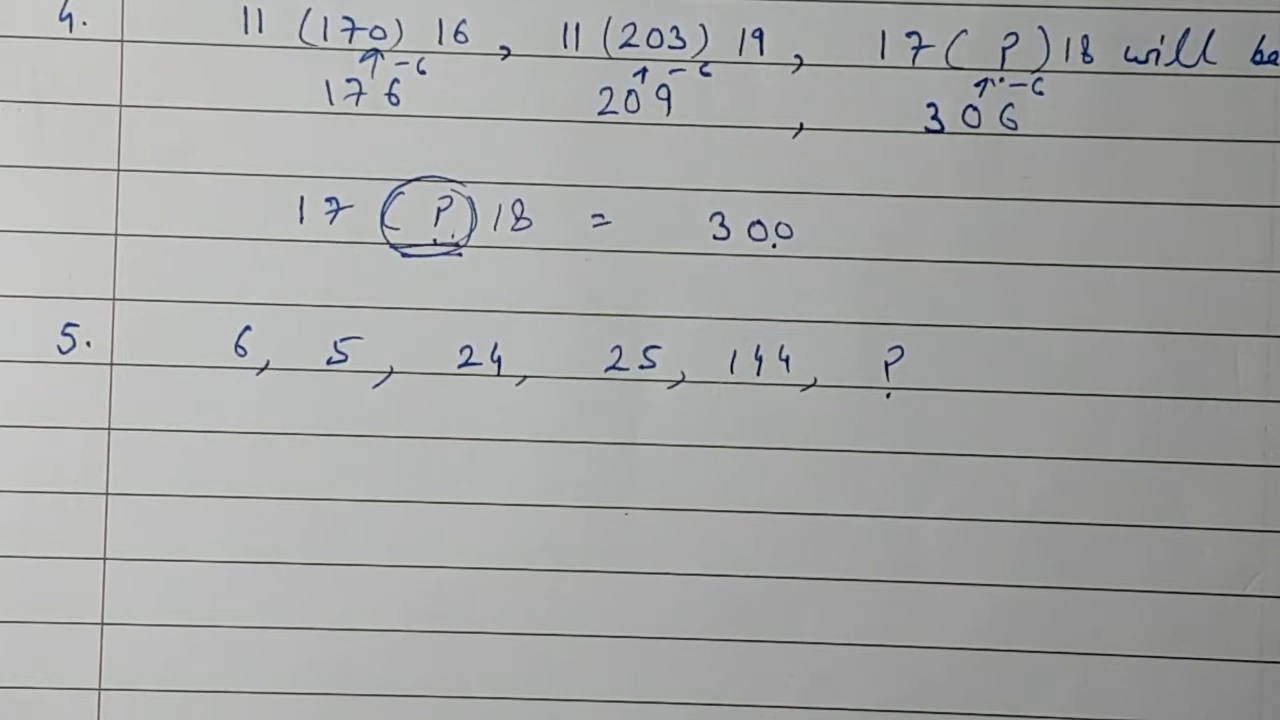 4. 11 (170) 16, 11 (203) 19, 17 ( ? ) 18 will be
↑ -6 ↑ -6 ↑ -6
176 209, 306
17 ( ? ) 18 = 300
5. 6, 5, 24, 25, 144, ?